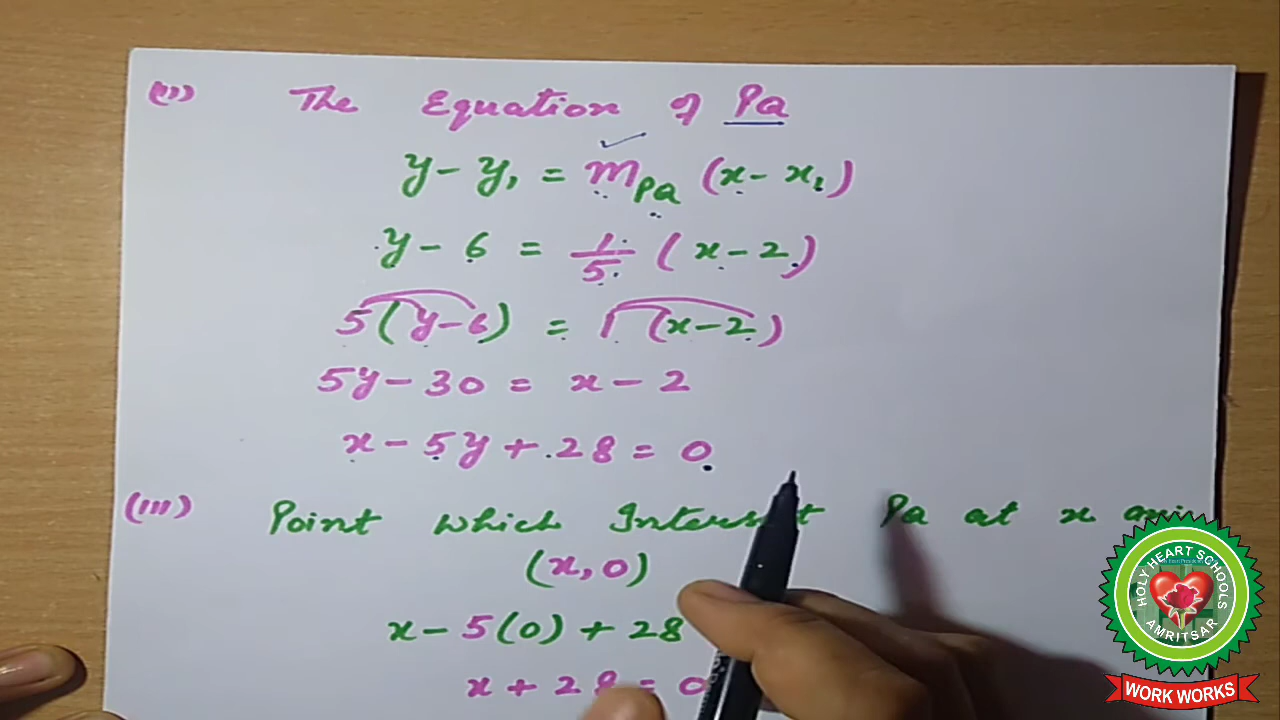 (11) The Equation of PQ
y - y₁ = m_PQ (x - x₁)
y - 6 = 1/5 (x - 2)
5(y - 6) = 1 (x - 2)
5y - 30 = x - 2
x - 5y + 28 = 0
(111) Point which Intersect PQ at x axis
(x, 0)
x - 5(0) + 28
x + 28 = 0
HOLY HEART SCHOOLS
AMRITSAR
WORK WORKS